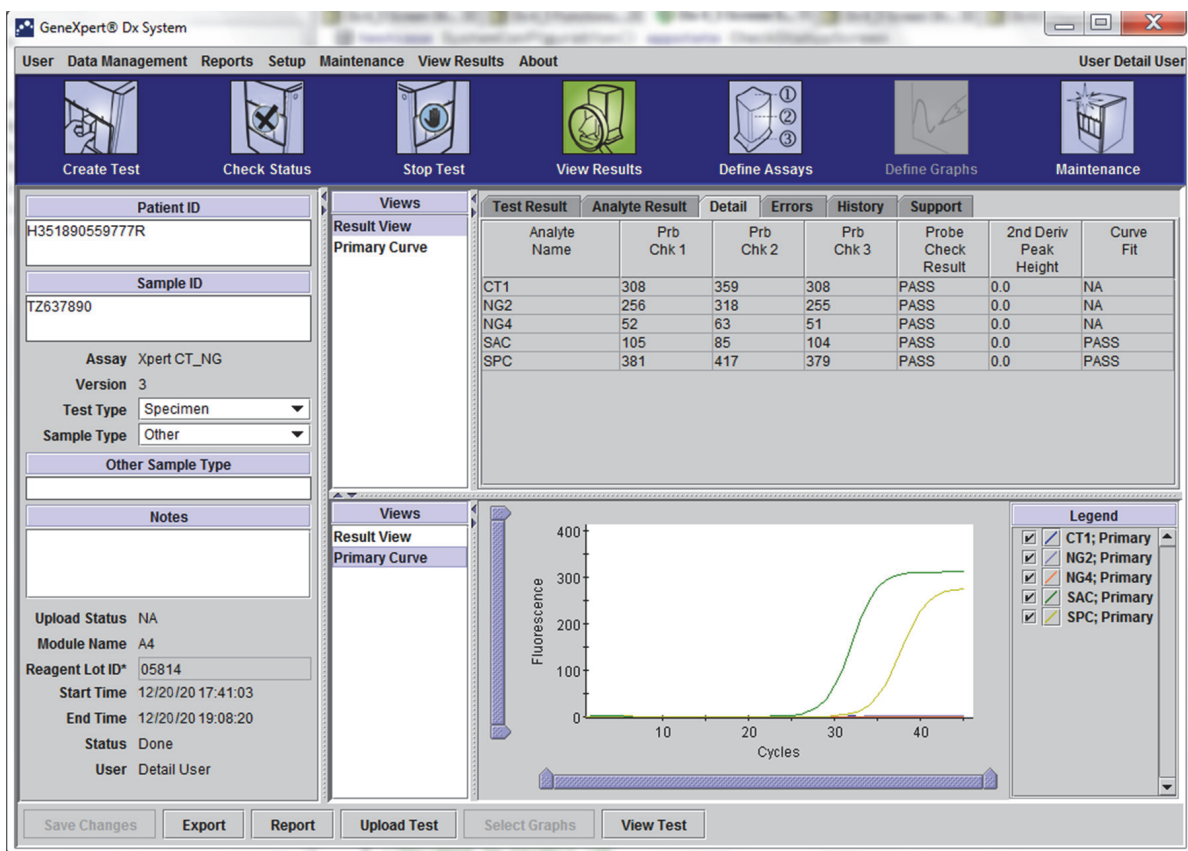 GeneXpert® Dx System
User Data Management Reports Setup Maintenance View Results About User Detail User
Create Test Check Status Stop Test View Results Define Assays Define Graphs Maintenance
Patient ID
H351890559777R
Sample ID
TZ637890
Assay Xpert CT_NG
Version 3
Test Type Specimen
Sample Type Other
Other Sample Type
Notes
Upload Status NA
Module Name A4
Reagent Lot ID* 05814
Start Time 12/20/20 17:41:03
End Time 12/20/20 19:08:20
Status Done
User Detail User
Views
Result View
Primary Curve
Test Result Analyte Result Detail Errors History Support
Analyte Name Prb Chk 1 Prb Chk 2 Prb Chk 3 Probe Check Result 2nd Deriv Peak Height Curve Fit
CT1 308 359 308 PASS 0.0 NA
NG2 256 318 255 PASS 0.0 NA
NG4 52 63 51 PASS 0.0 NA
SAC 105 85 104 PASS 0.0 PASS
SPC 381 417 379 PASS 0.0 PASS
Views
Result View
Primary Curve
Fluorescence
400
300
200
100
0
10 20 30 40
Cycles
Legend
CT1; Primary
NG2; Primary
NG4; Primary
SAC; Primary
SPC; Primary
Save Changes Export Report Upload Test Select Graphs View Test